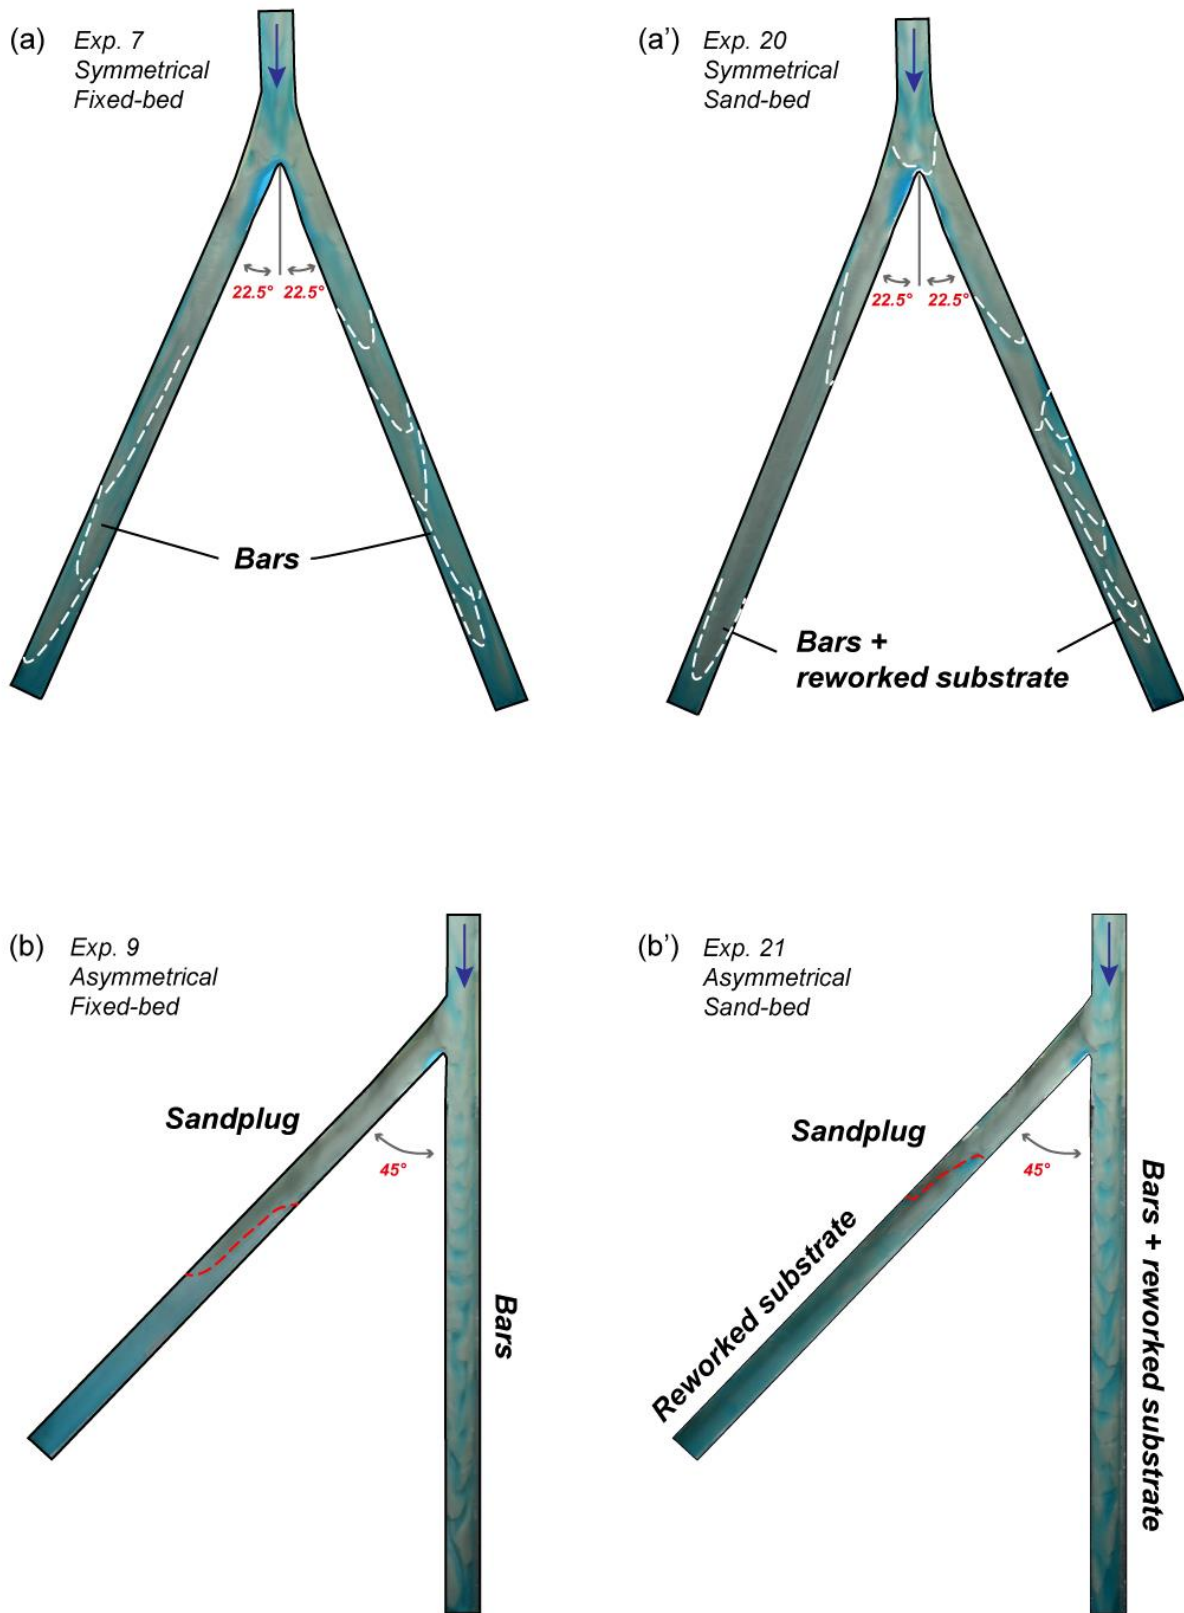 (a)
Exp. 7
Symmetrical
Fixed-bed
22.5° 22.5°
Bars
(a’)
Exp. 20
Symmetrical
Sand-bed
22.5° 22.5°
Bars +
reworked substrate
(b)
Exp. 9
Asymmetrical
Fixed-bed
Sandplug
45°
Bars
(b’)
Exp. 21
Asymmetrical
Sand-bed
Sandplug
45°
Reworked substrate
Bars + reworked substrate